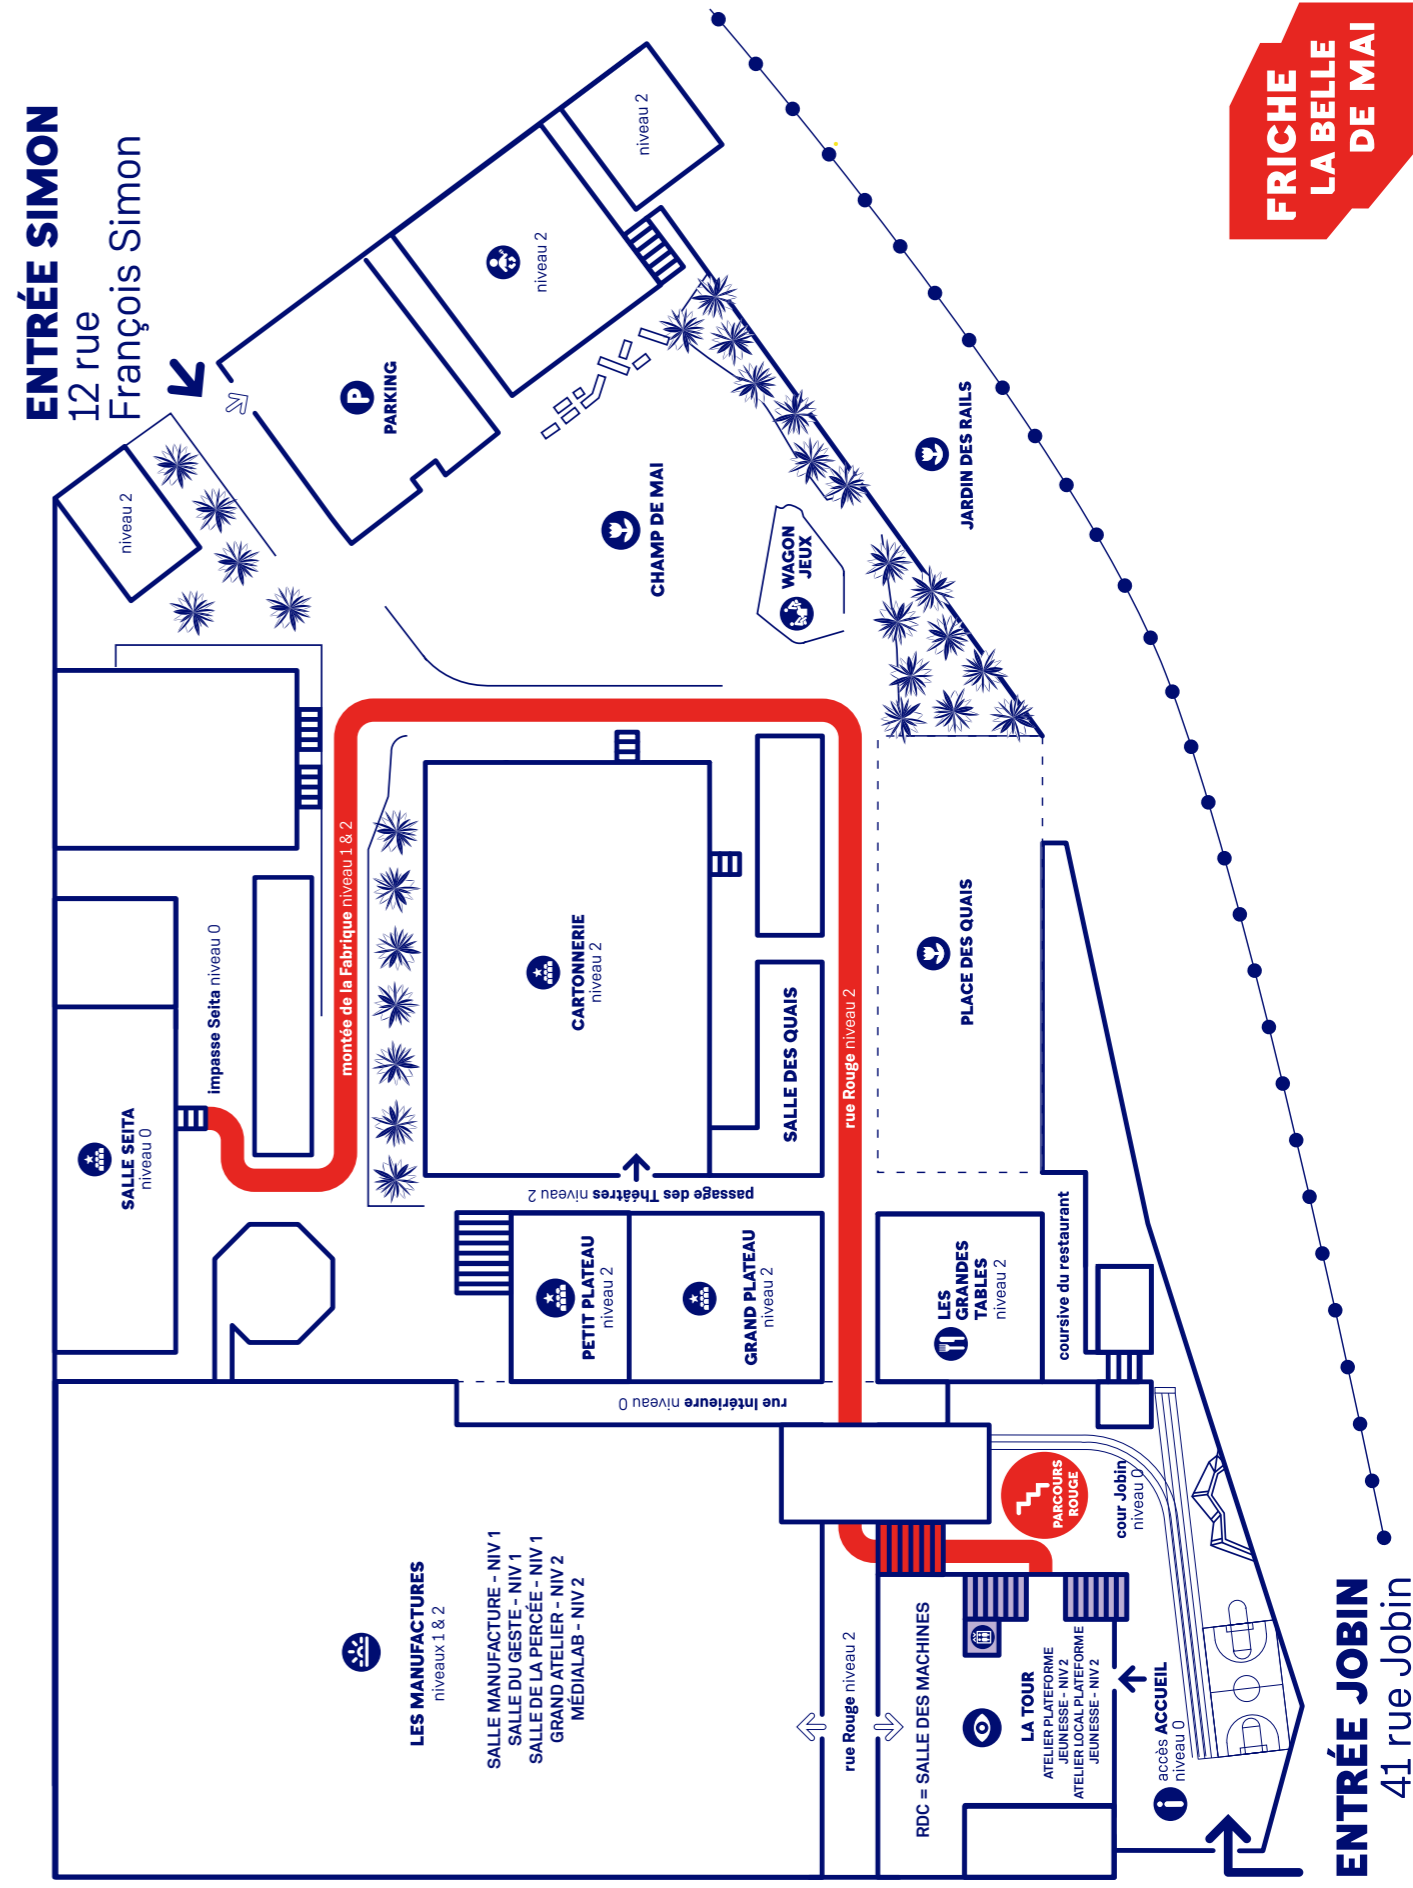 ENTRÉE SIMON
12 rue
François Simon
FRICHE
LA BELLE
DE MAI
niveau 2
niveau 2
niveau 2
P
PARKING
CHAMP DE MAI
WAGON
JEUX
JARDIN DES RAILS
SALLE SEITA
niveau 0
impasse Seita niveau 0
montée de la Fabrique niveau 1 & 2
CARTONNERIE
niveau 2
SALLE DES QUAIS
rue Rouge niveau 2
PLACE DES QUAIS
passage des Théâtres niveau 2
PETIT PLATEAU
niveau 2
GRAND PLATEAU
niveau 2
LES
GRANDES
TABLES
niveau 2
coursive du restaurant
rue Intérieure niveau 0
LES MANUFACTURES
niveaux 1 & 2
SALLE MANUFACTURE - NIV 1
SALLE DU GESTE - NIV 1
SALLE DE LA PERCÉE - NIV 1
GRAND ATELIER - NIV 2
MÉDIALAB - NIV 2
rue Rouge niveau 2
RDC = SALLE DES MACHINES
LA TOUR
ATELIER PLATEFORME
JEUNESSE - NIV 2
ATELIER LOCAL PLATEFORME
JEUNESSE - NIV 2
PARCOURS
ROUGE
cour Jobin
niveau 0
i
accès ACCUEIL
niveau 0
ENTRÉE JOBIN
41 rue Jobin